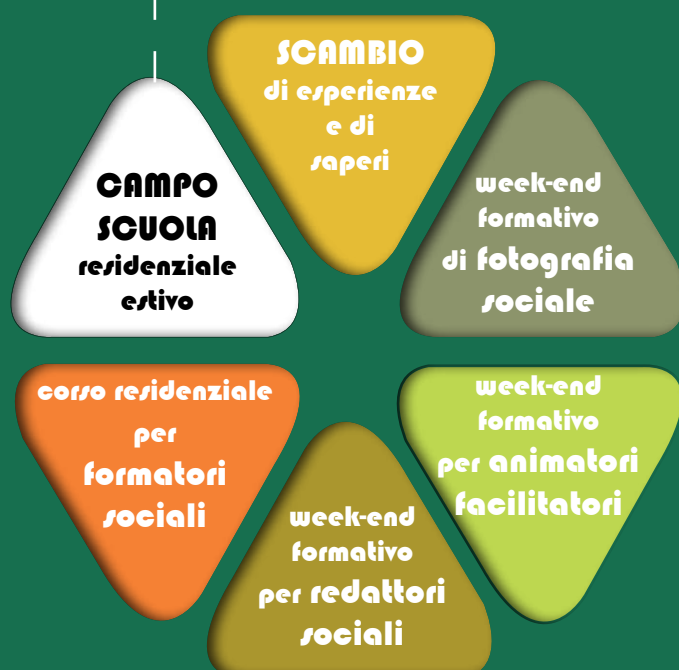 SCAMBIO
di esperienze
e di
saperi
CAMPO
SCUOLA
residenziale
estivo
week-end
formativo
di fotografia
sociale
corso residenziale
per
formatori
sociali
week-end
formativo
per redattori
sociali
week-end
formativo
per animatori
facilitatori